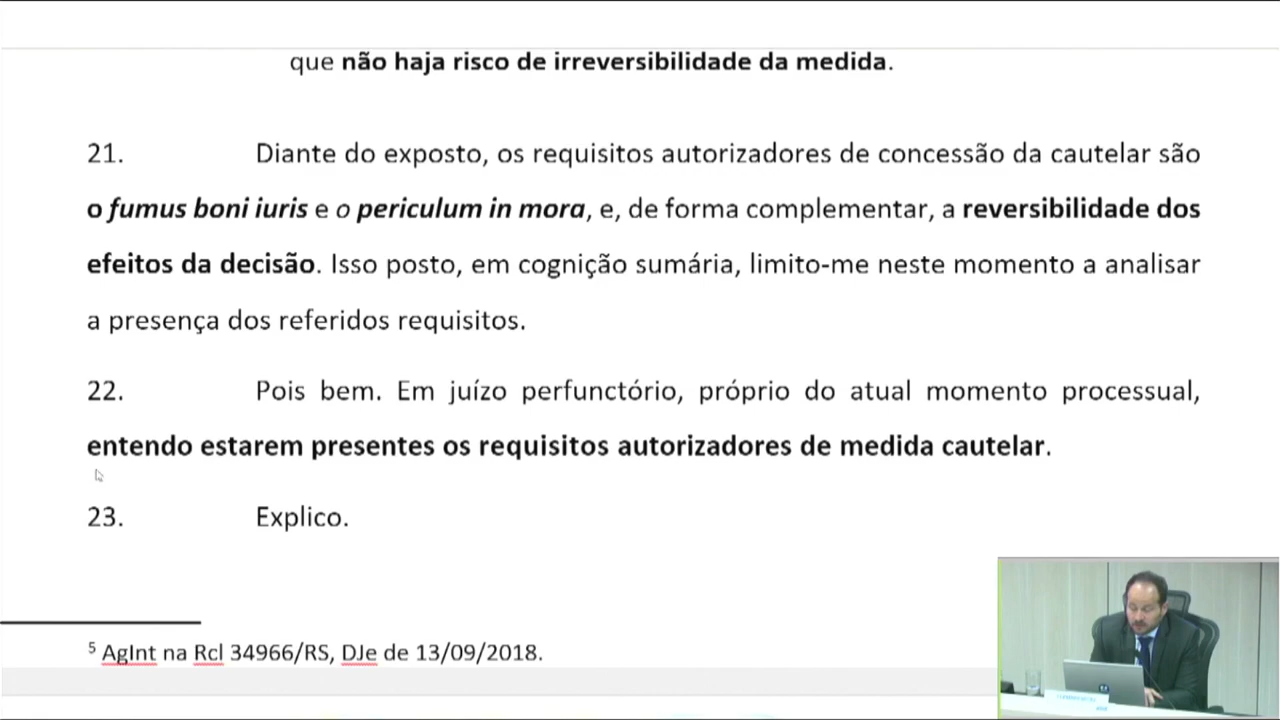 que não haja risco de irreversibilidade da medida.
21. Diante do exposto, os requisitos autorizadores de concessão da cautelar são
o fumus boni iuris e o periculum in mora, e, de forma complementar, a reversibilidade dos
efeitos da decisão. Isso posto, em cognição sumária, limito-me neste momento a analisar
a presença dos referidos requisitos.
22. Pois bem. Em juízo perfunctório, próprio do atual momento processual,
entendo estarem presentes os requisitos autorizadores de medida cautelar.
23. Explico.
5 AgInt na Rcl 34966/RS, DJe de 13/09/2018.